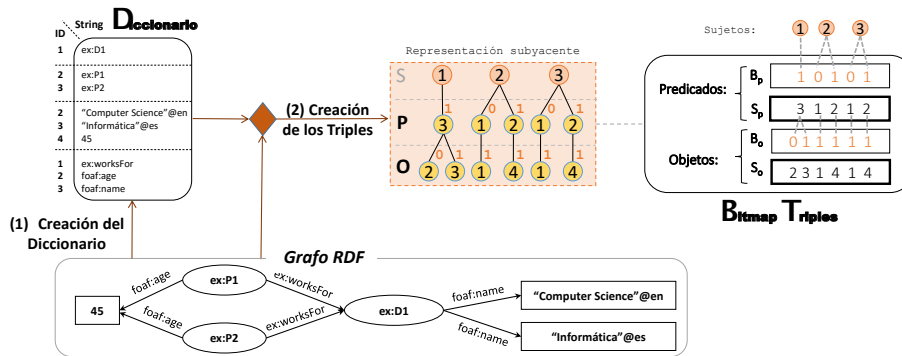 Diccionario
ID String
1 ex:D1
2 ex:P1
3 ex:P2
2 “Computer Science”@en
3 “Informática”@es
4 45
1 ex:worksFor
2 foaf:age
3 foaf:name
(1) Creación del
Diccionario
(2) Creación
de los Triples
Representación subyacente
S 1 2 3
1 0 1 0 1
P 3 1 2 1 2
0 1 1 1 1 1
O 2 3 1 4 1 4
Sujetos: 1 2 3
Predicados: Bp 1 0 1 0 1
Sp 3 1 2 1 2
Objetos: Bo 0 1 1 1 1 1
So 2 3 1 4 1 4
Bitmap Triples
Grafo RDF
foaf:age ex:P1 ex:worksFor
45 ex:D1 foaf:name “Computer Science”@en
foaf:age ex:P2 ex:worksFor foaf:name “Informática”@es